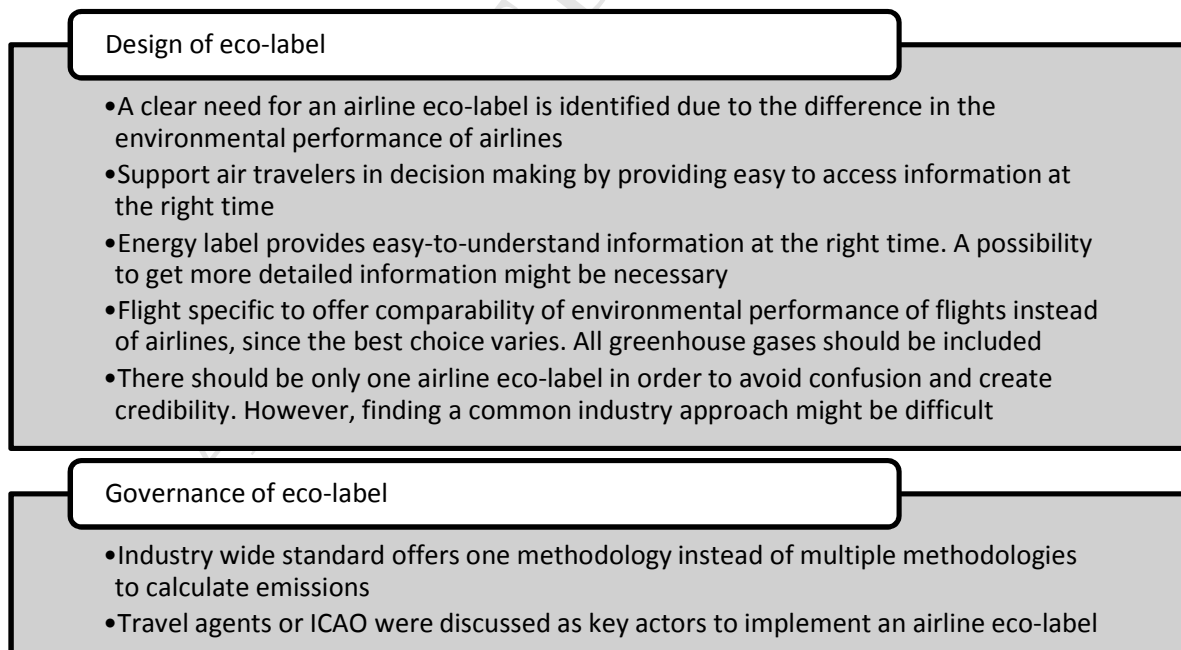 Design of eco-label
•A clear need for an airline eco-label is identified due to the difference in the
environmental performance of airlines
•Support air travelers in decision making by providing easy to access information at
the right time
•Energy label provides easy-to-understand information at the right time. A possibility
to get more detailed information might be necessary
•Flight specific to offer comparability of environmental performance of flights instead
of airlines, since the best choice varies. All greenhouse gases should be included
•There should be only one airline eco-label in order to avoid confusion and create
credibility. However, finding a common industry approach might be difficult
Governance of eco-label
•Industry wide standard offers one methodology instead of multiple methodologies
to calculate emissions
•Travel agents or ICAO were discussed as key actors to implement an airline eco-label